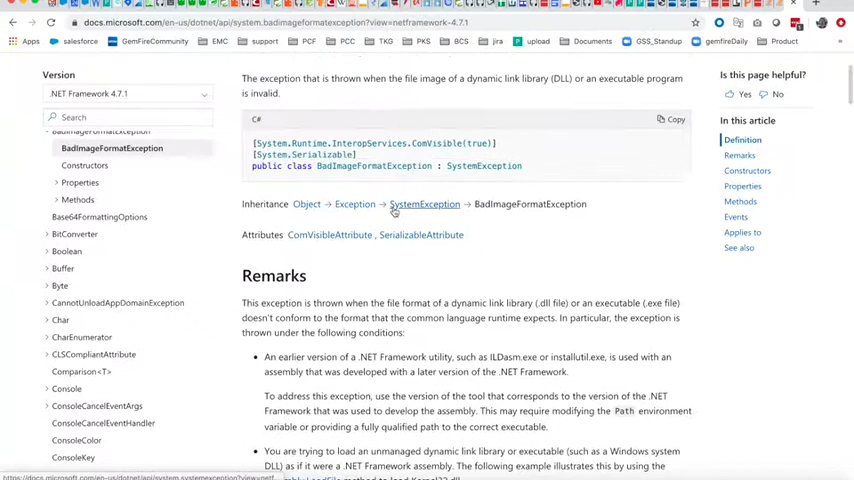 docs.microsoft.com/en-us/dotnet/api/system.badimageformatexception?view=netframework-4.7.1
Apps salesforce GemFireCommunity EMC support PCF PCC TKG PKS BCS jira upload Documents GSS_Standup gemfireDaily Product
Version
.NET Framework 4.7.1
Search
BadImageFormatException
BadImageFormatException
Constructors
Properties
Methods
Base64FormattingOptions
BitConverter
Boolean
Buffer
Byte
CannotUnloadAppDomainException
Char
CharEnumerator
CLSCompliantAttribute
Comparison<T>
Console
ConsoleCancelEventArgs
ConsoleCancelEventHandler
ConsoleColor
ConsoleKey
The exception that is thrown when the file image of a dynamic link library (DLL) or an executable program
is invalid.
C# Copy
[System.Runtime.InteropServices.ComVisible(true)]
[System.Serializable]
public class BadImageFormatException : SystemException
Inheritance Object → Exception → SystemException → BadImageFormatException
Attributes ComVisibleAttribute , SerializableAttribute
Remarks
This exception is thrown when the file format of a dynamic link library (.dll file) or an executable (.exe file)
doesn't conform to the format that the common language runtime expects. In particular, the exception is
thrown under the following conditions:
• An earlier version of a .NET Framework utility, such as ILDasm.exe or installutil.exe, is used with an
assembly that was developed with a later version of the .NET Framework.
To address this exception, use the version of the tool that corresponds to the version of the .NET
Framework that was used to develop the assembly. This may require modifying the Path environment
variable or providing a fully qualified path to the correct executable.
• You are trying to load an unmanaged dynamic link library or executable (such as a Windows system
DLL) as if it were a .NET Framework assembly. The following example illustrates this by using the
Is this page helpful?
Yes No
In this article
Definition
Remarks
Constructors
Properties
Methods
Events
Applies to
See also
https://docs.microsoft.com/en-us/dotnet/api/system.systemexception?view=netf...